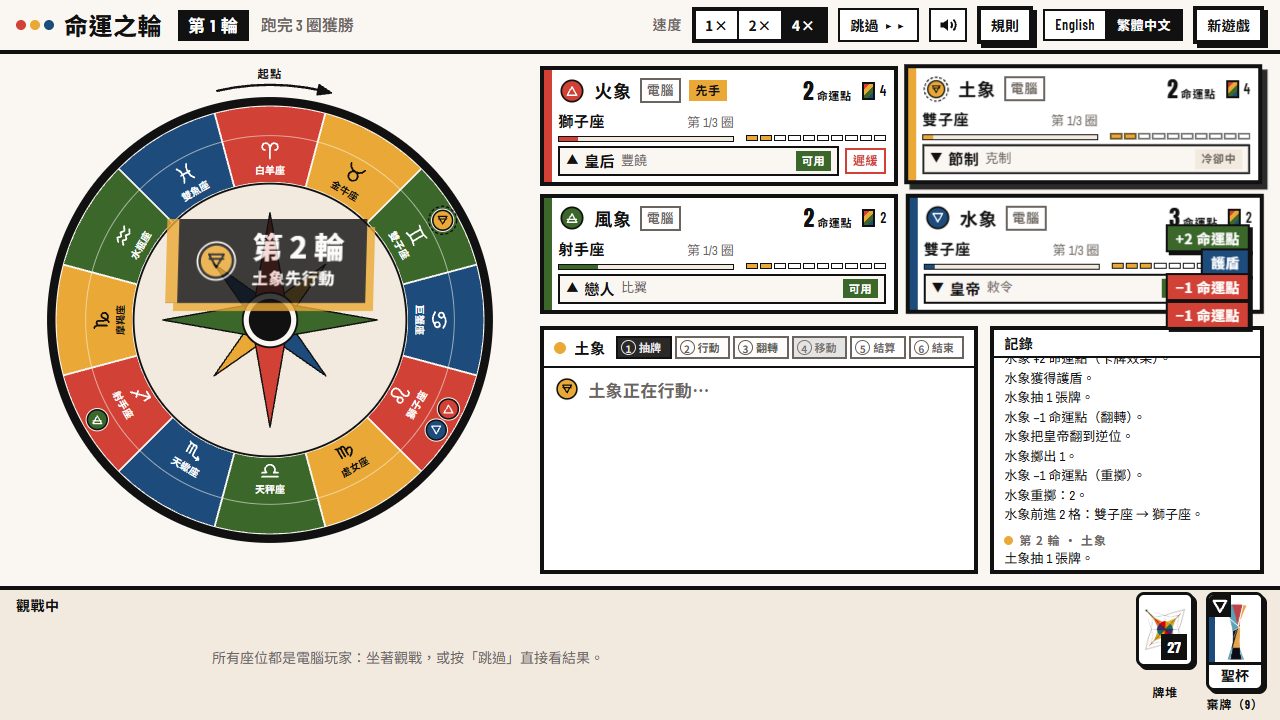 命運之輪
第 1 輪
跑完 3 圈獲勝
速度
1×
2×
4×
跳過
規則
English
繁體中文
新遊戲
起點
白羊座
金牛座
雙子座
巨蟹座
獅子座
處女座
天秤座
天蠍座
射手座
摩羯座
水瓶座
雙魚座
第 2 輪
土象先行動
火象
電腦
先手
2 命運點
4
獅子座
第 1/3 圈
▲ 皇后 豐饒
可用
遲緩
土象
電腦
2 命運點
4
雙子座
第 1/3 圈
▼ 節制 克制
冷卻中
風象
電腦
2 命運點
2
射手座
第 1/3 圈
▲ 戀人 比翼
可用
水象
電腦
3 命運點
2
雙子座
第 1/3 圈
▼ 皇帝 敕令
+2 命運點
護盾
−1 命運點
−1 命運點
土象
1 抽牌
2 行動
3 翻轉
4 移動
5 結算
6 結束
土象正在行動…
記錄
水象 +2 命運點（卡牌效果）。
水象獲得護盾。
水象抽 1 張牌。
水象 −1 命運點（翻轉）。
水象把皇帝翻到逆位。
水象擲出 1。
水象 −1 命運點（重擲）。
水象重擲：2。
水象前進 2 格：雙子座 → 獅子座。
第 2 輪 · 土象
土象抽 1 張牌。
觀戰中
所有座位都是電腦玩家：坐著觀戰，或按「跳過」直接看結果。
27
牌堆
聖杯
棄牌（9）